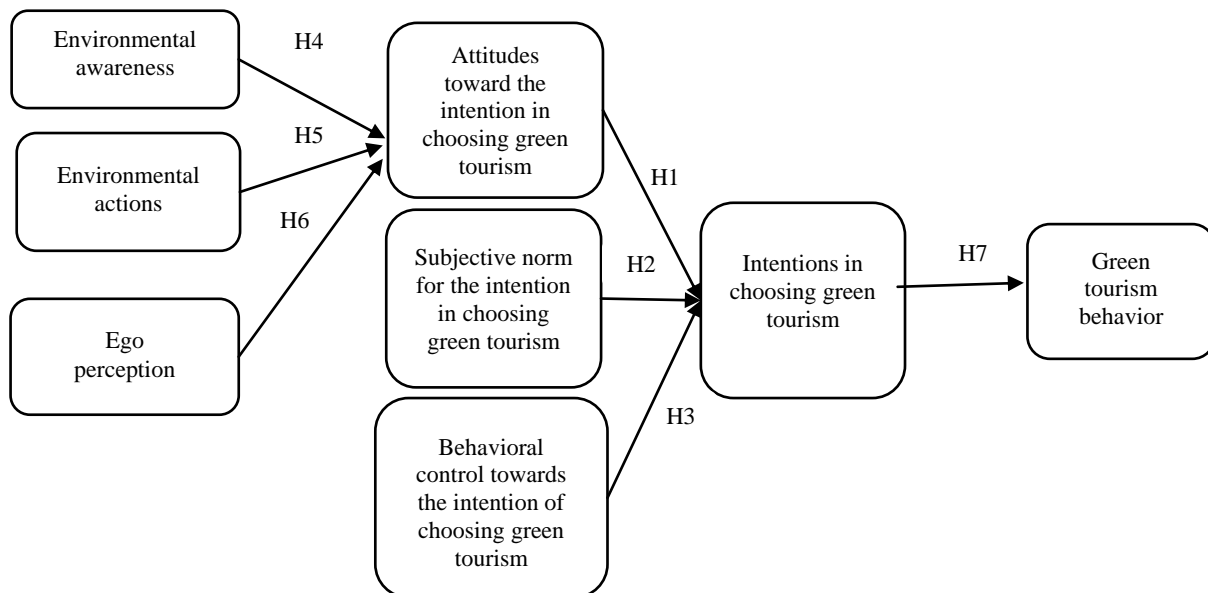 Environmental
awareness
H4
Environmental
actions
H5
Ego
perception
H6
Attitudes
toward the
intention in
choosing green
tourism
H1
Subjective norm
for the intention
in choosing
green tourism
H2
Behavioral
control towards
the intention of
choosing green
tourism
H3
Intentions in
choosing green
tourism
H7
Green
tourism
behavior